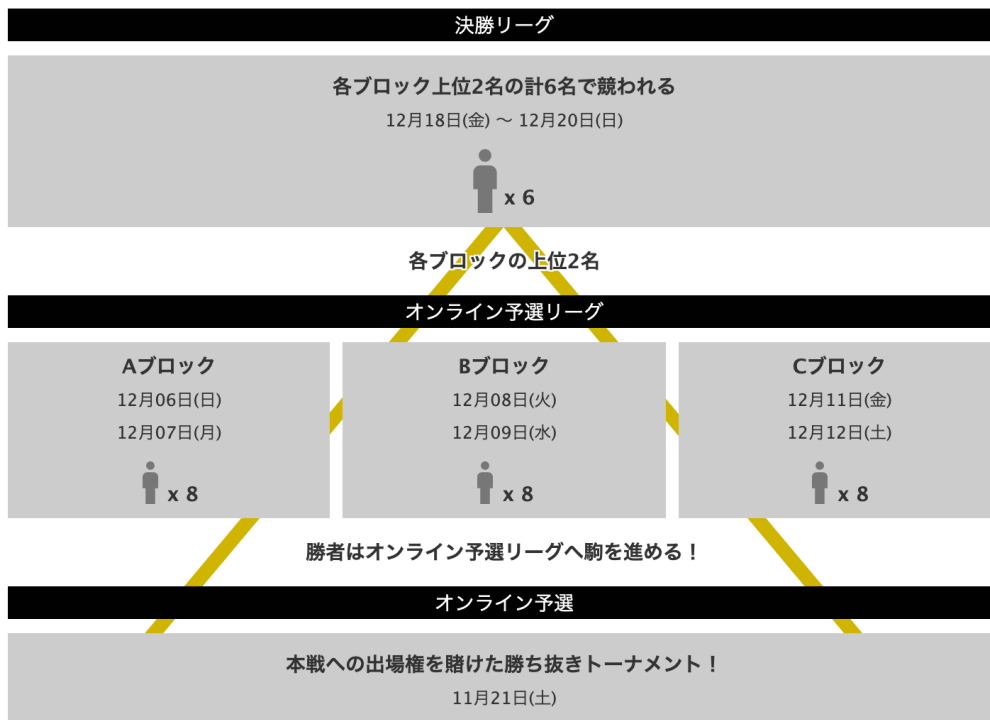 決勝リーグ
各ブロック上位2名の計6名で競われる
12月18日(金) 〜 12月20日(日)
x 6
各ブロックの上位2名
オンライン予選リーグ
Aブロック
12月06日(日)
12月07日(月)
x 8
Bブロック
12月08日(火)
12月09日(水)
x 8
Cブロック
12月11日(金)
12月12日(土)
x 8
勝者はオンライン予選リーグへ駒を進める！
オンライン予選
本戦への出場権を賭けた勝ち抜きトーナメント！
11月21日(土)